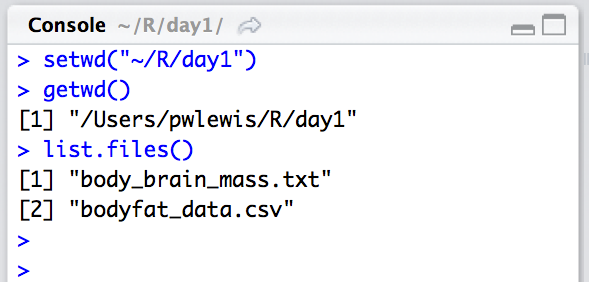 Console ~/R/day1/
> setwd("~/R/day1")
> getwd()
[1] "/Users/pwlewis/R/day1"
> list.files()
[1] "body_brain_mass.txt"
[2] "bodyfat_data.csv"
>
>